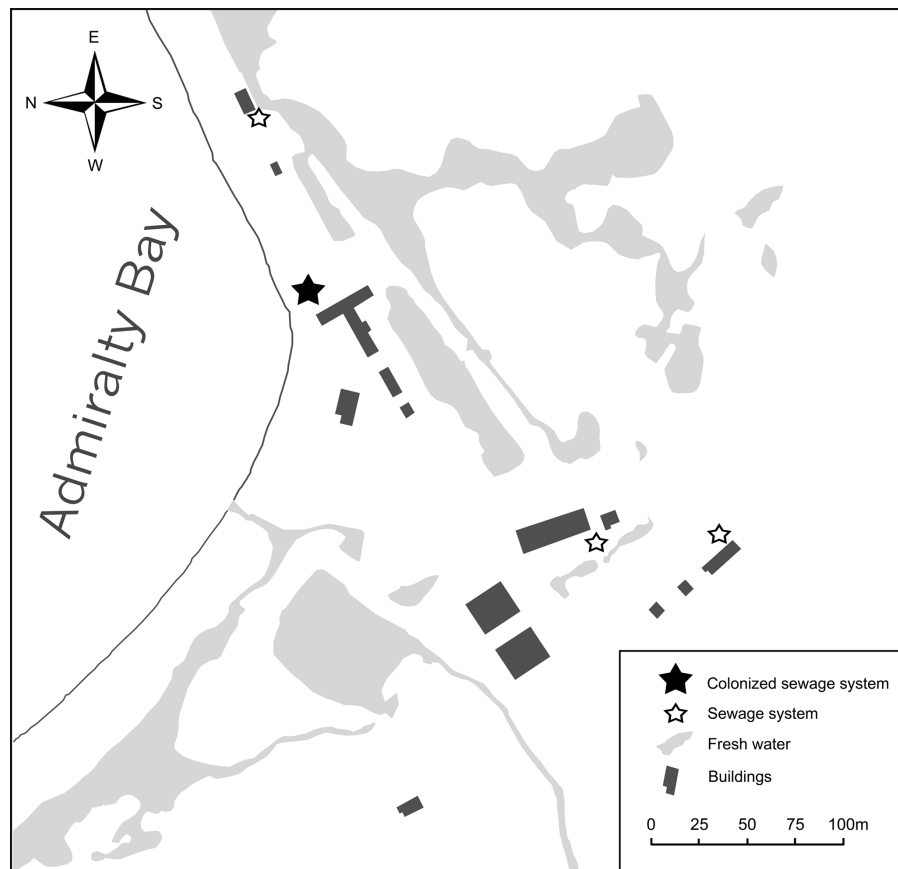 E
N
S
W
Admiralty Bay
Colonized sewage system
Sewage system
Fresh water
Buildings
0 25 50 75 100m